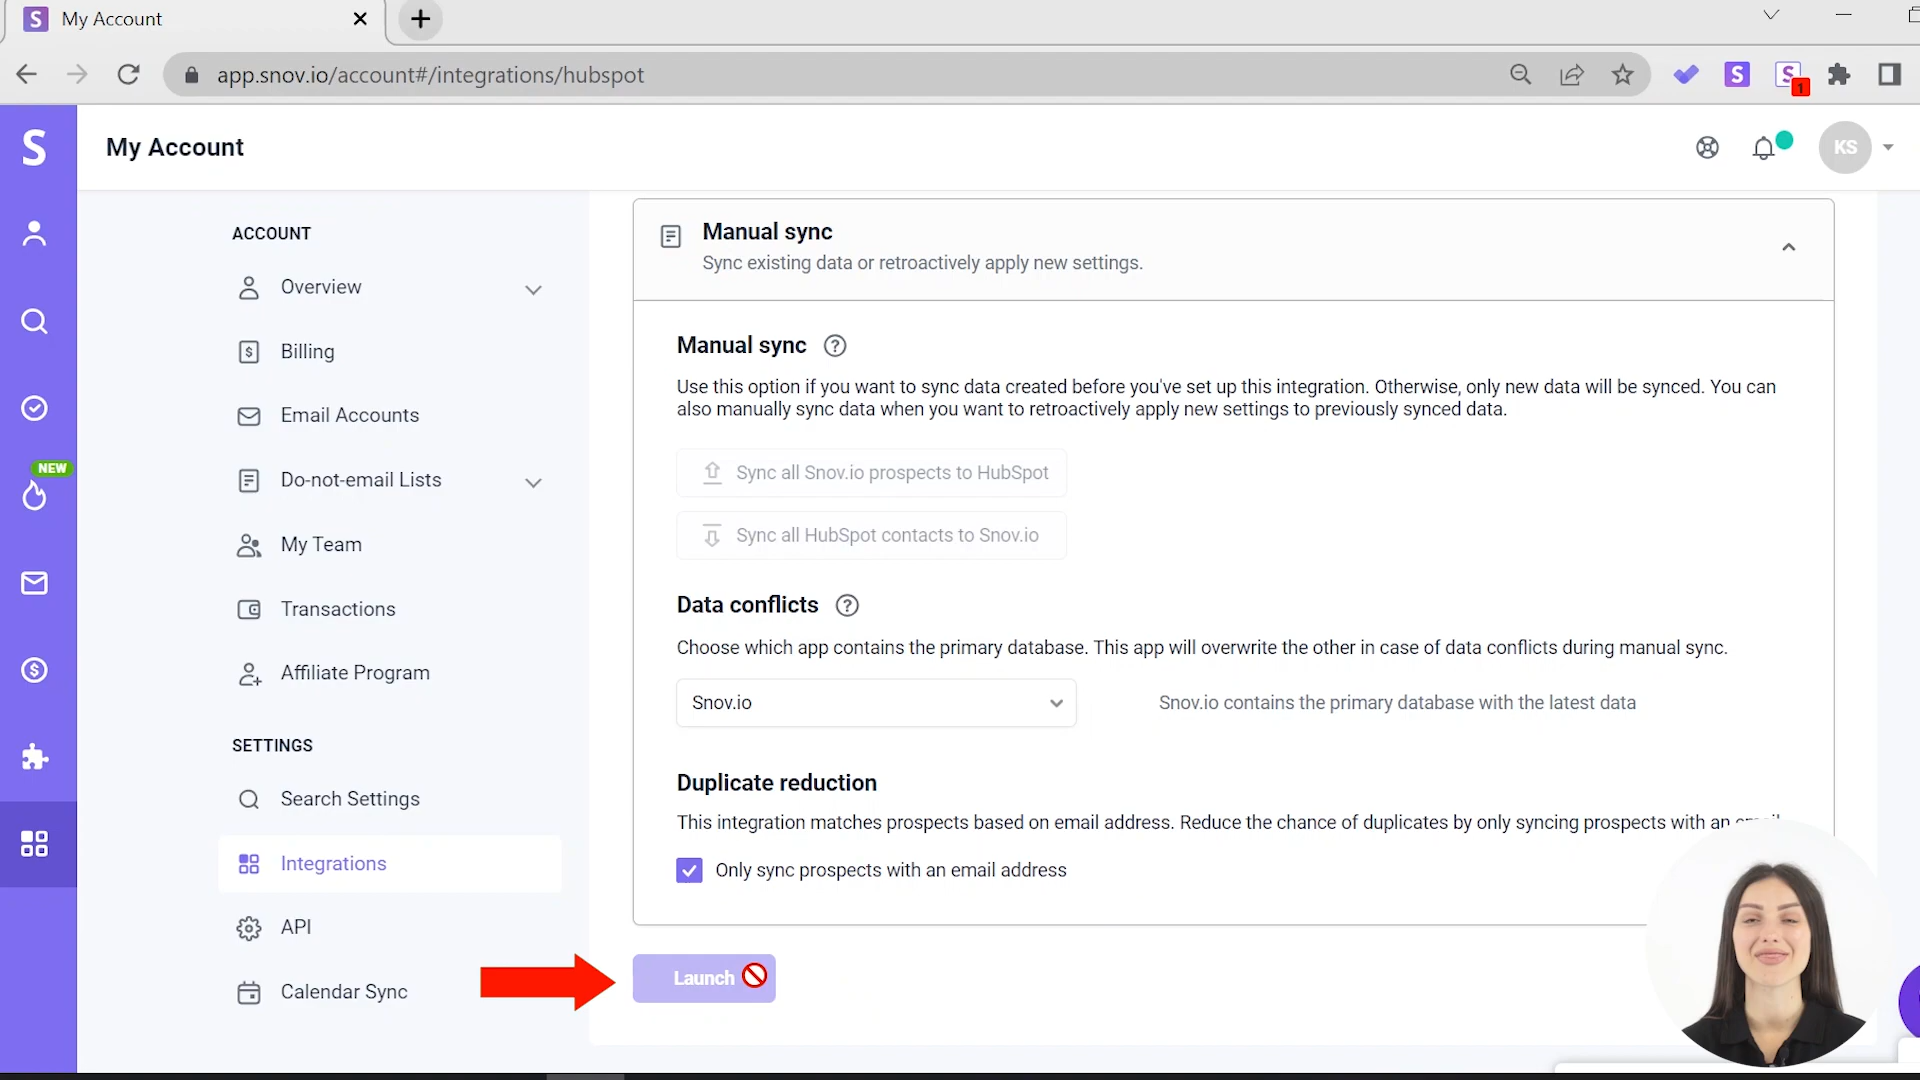 S My Account
app.snov.io/account#/integrations/hubspot
S
S
1
S
My Account
KS
NEW
ACCOUNT
Overview
Billing
Email Accounts
Do-not-email Lists
My Team
Transactions
Affiliate Program
SETTINGS
Search Settings
Integrations
API
Calendar Sync
Manual sync
Sync existing data or retroactively apply new settings.
Manual sync ?
Use this option if you want to sync data created before you've set up this integration. Otherwise, only new data will be synced. You can
also manually sync data when you want to retroactively apply new settings to previously synced data.
Sync all Snov.io prospects to HubSpot
Sync all HubSpot contacts to Snov.io
Data conflicts ?
Choose which app contains the primary database. This app will overwrite the other in case of data conflicts during manual sync.
Snov.io
Snov.io contains the primary database with the latest data
Duplicate reduction
This integration matches prospects based on email address. Reduce the chance of duplicates by only syncing prospects with an
Only sync prospects with an email address
Launch